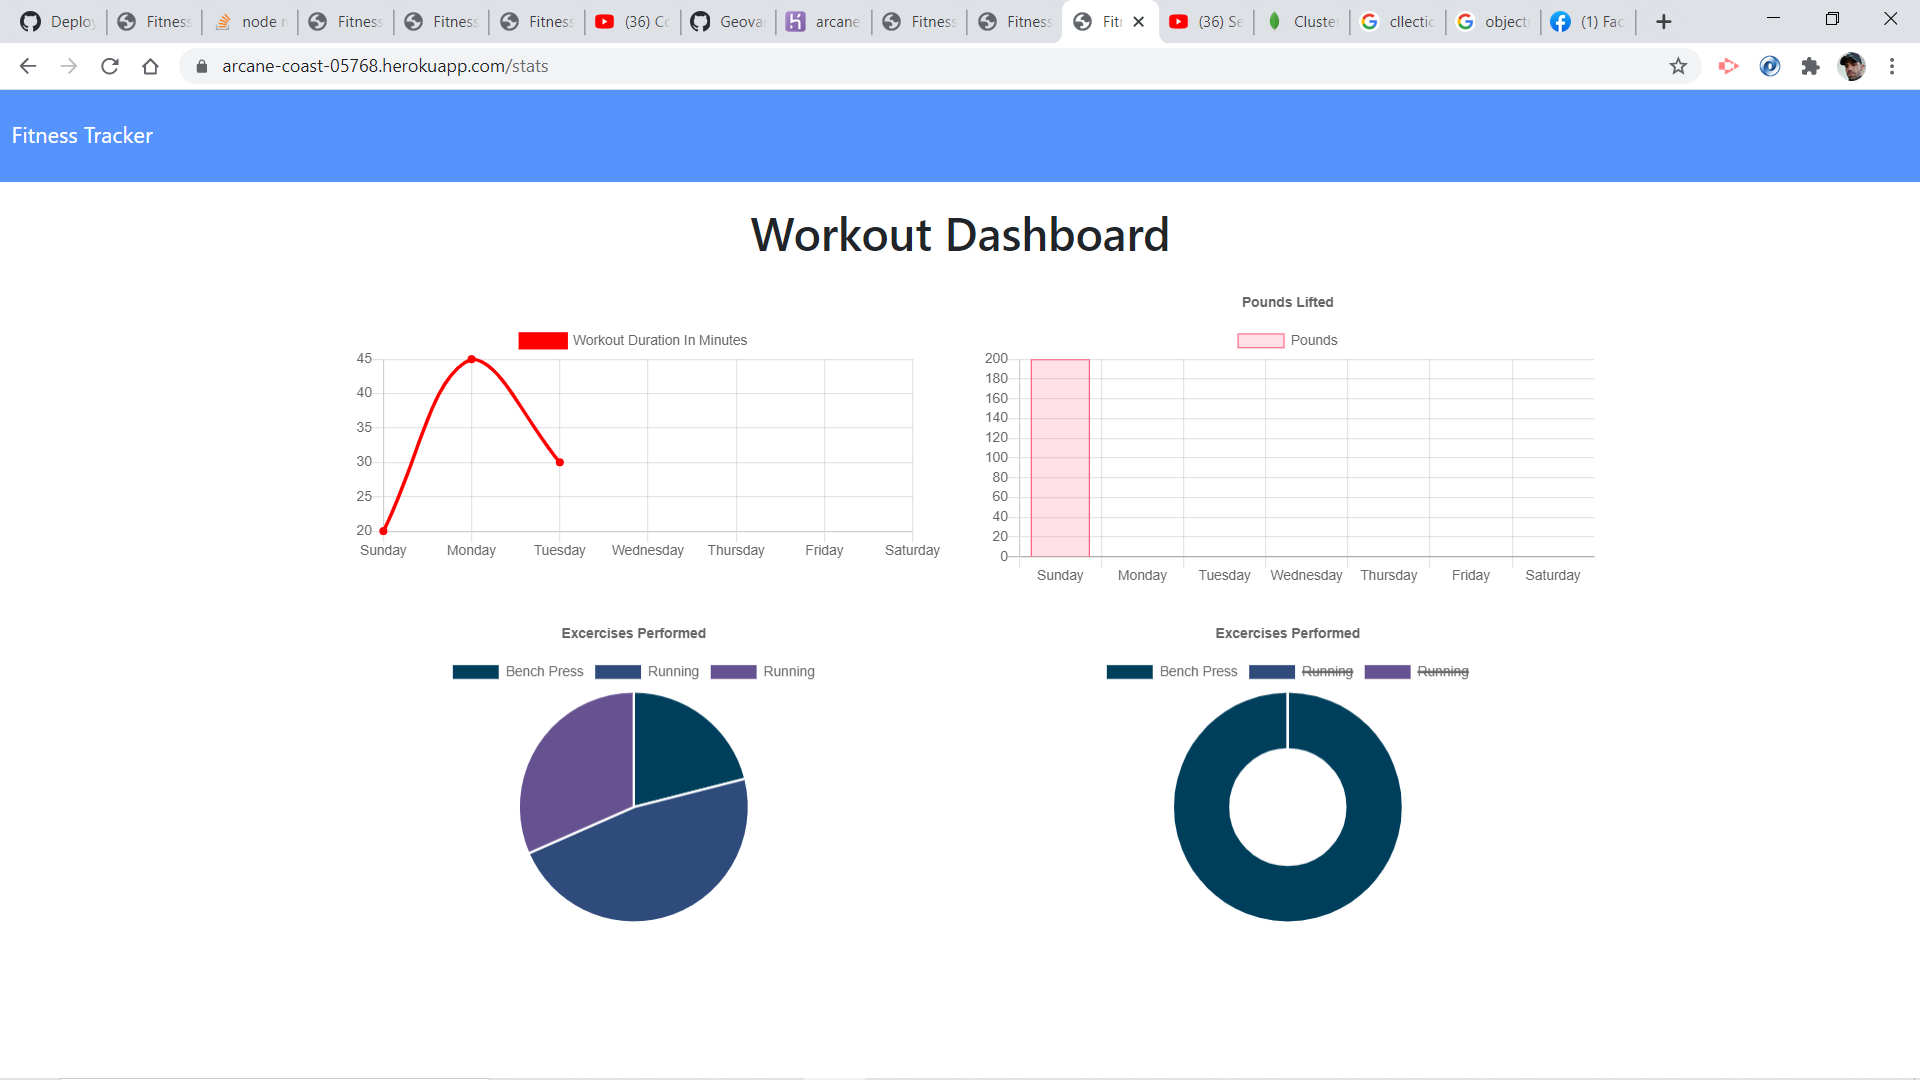 Deploy Fitness node r Fitness Fitness Fitness (36) Co Geova arcane Fitness Fitness Fitr (36) Se Cluster cllectic object (1) Fac
arcane-coast-05768.herokuapp.com/stats
Fitness Tracker
Workout Dashboard
Workout Duration In Minutes
45
40
35
30
25
20
Sunday Monday Tuesday Wednesday Thursday Friday Saturday
Pounds Lifted
Pounds
200
180
160
140
120
100
80
60
40
20
0
Sunday Monday Tuesday Wednesday Thursday Friday Saturday
Excercises Performed
Bench Press Running Running
Excercises Performed
Bench Press Running Running